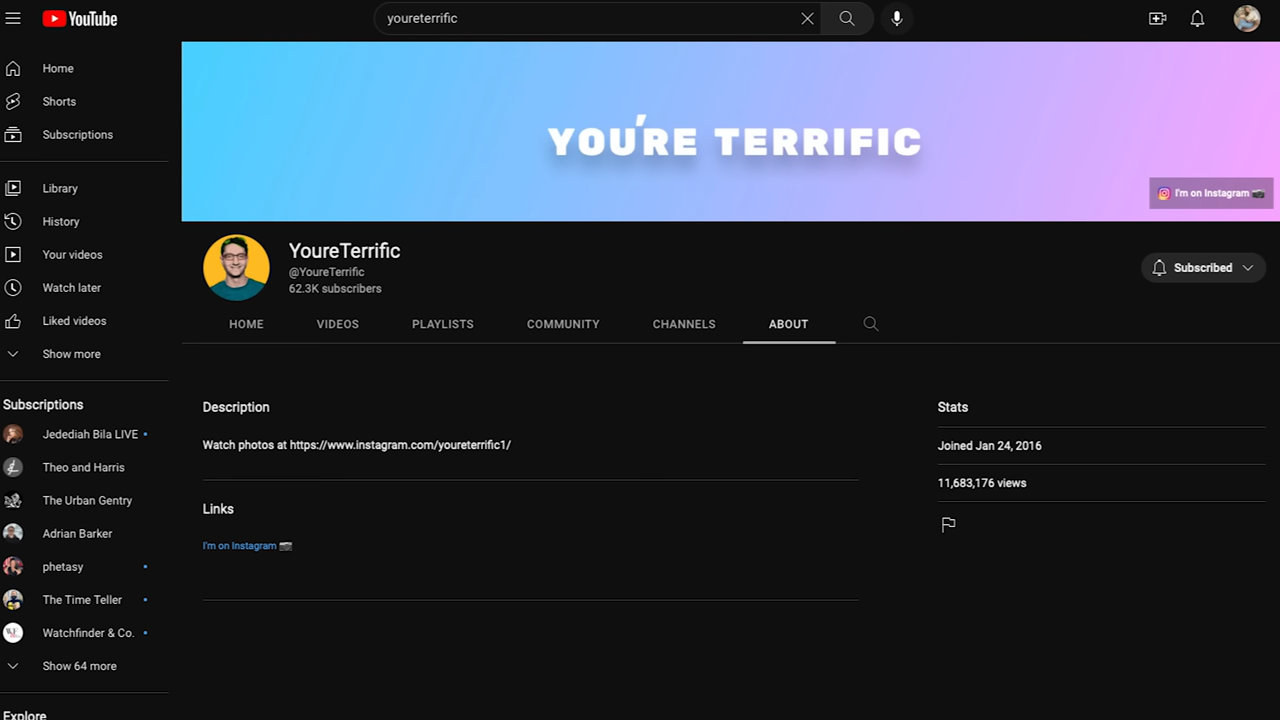 YouTube
youreterrific
Home
Shorts
Subscriptions
Library
History
Your videos
Watch later
Liked videos
Show more
Subscriptions
Jedediah Bila LIVE
Theo and Harris
The Urban Gentry
Adrian Barker
phetasy
The Time Teller
Watchfinder & Co.
Show 64 more
Explore
YOU'RE TERRIFIC
I'm on Instagram
YoureTerrific
@YoureTerrific
62.3K subscribers
Subscribed
HOME VIDEOS PLAYLISTS COMMUNITY CHANNELS ABOUT
Description
Watch photos at https://www.instagram.com/youreterrific1/
Links
I'm on Instagram
Stats
Joined Jan 24, 2016
11,683,176 views